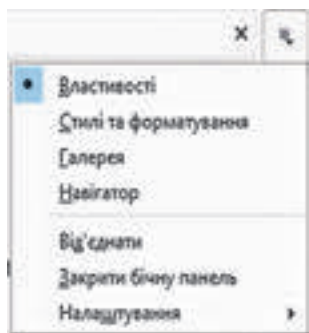 Властивості
Стилі та форматування
Галерея
Навігатор
Від'єднати
Закрити бічну панель
Налаштування